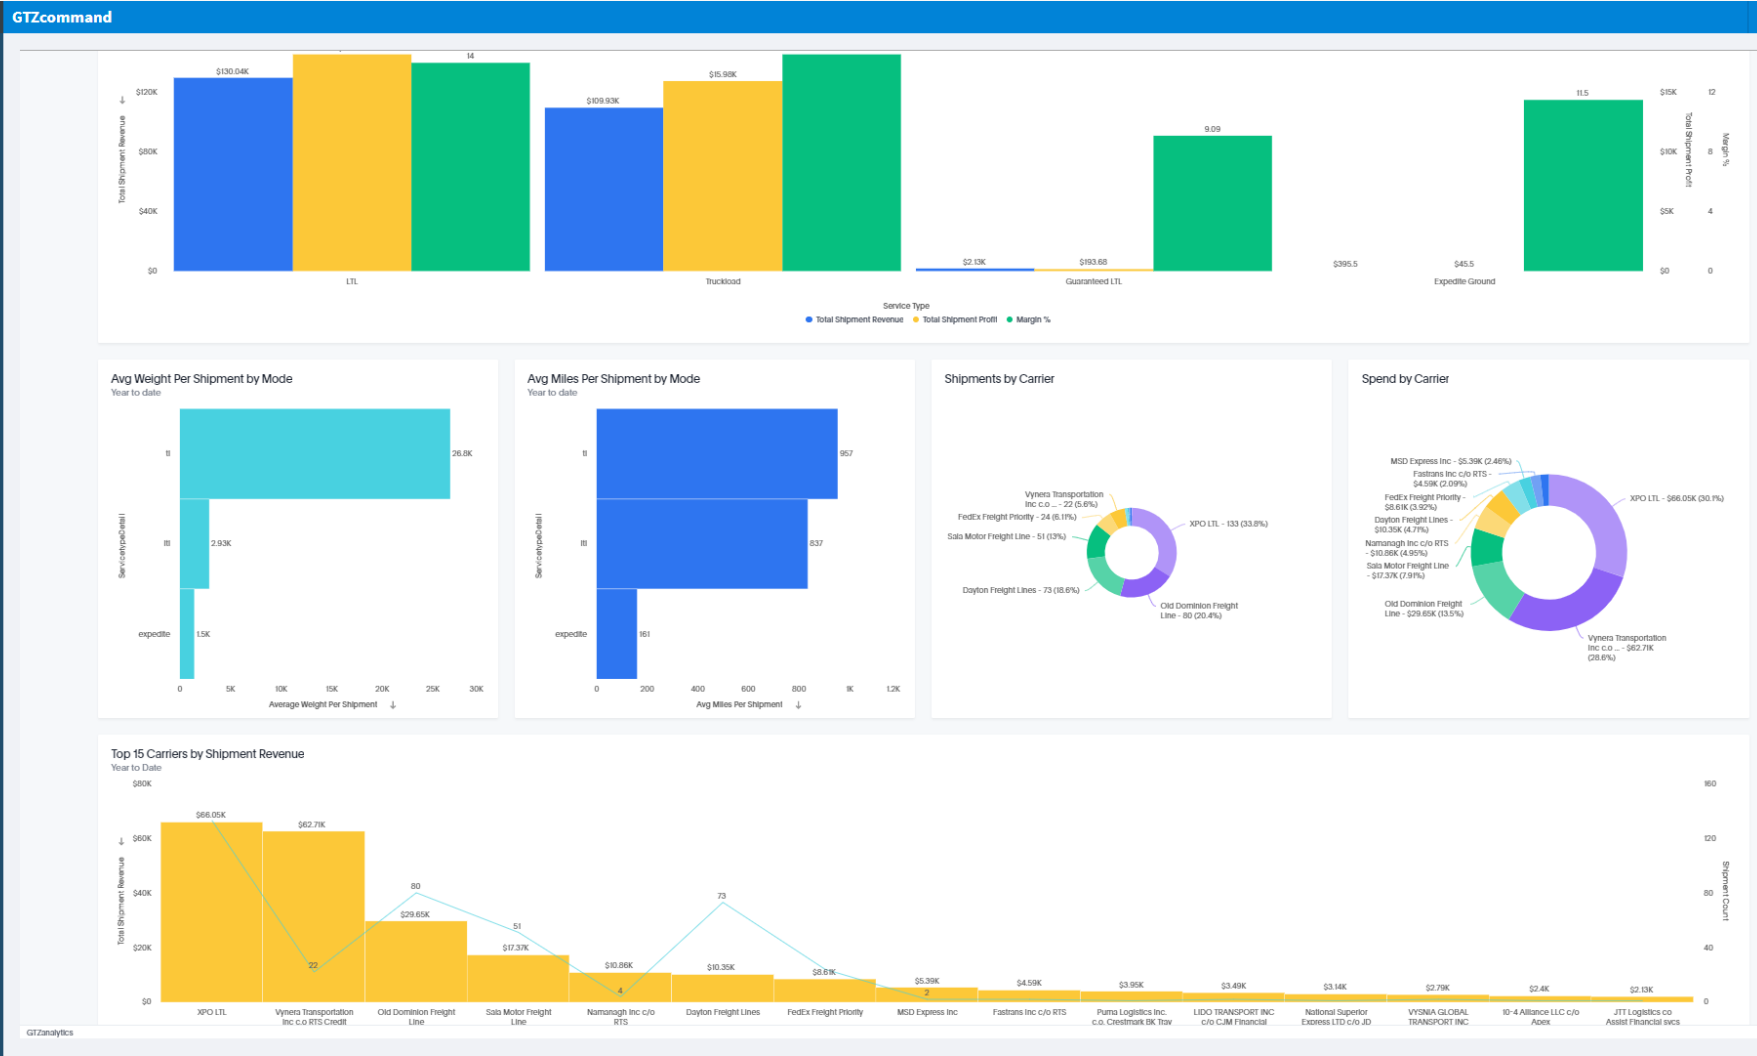 GTZcommand
14
$130.04K
$15.98K
$109.93K
11.5
9.09
$120K
$80K
$40K
$0
Total Shipment Revenue
$15K
$10K
$5K
$0
Total Shipment Profit
12
8
4
0
Margin %
$2.13K
$193.68
$395.5
$45.5
LTL
Truckload
Guaranteed LTL
Expedite Ground
Service Type
Total Shipment Revenue
Total Shipment Profit
Margin %
Avg Weight Per Shipment by Mode
Year to date
ServicetypeDetail
tl
26.8K
ltl
2.93K
expedite
1.5K
0
5K
10K
15K
20K
25K
30K
Average Weight Per Shipment
Avg Miles Per Shipment by Mode
Year to date
ServicetypeDetail
tl
957
ltl
837
expedite
161
0
200
400
600
800
1K
1.2K
Avg Miles Per Shipment
Shipments by Carrier
Vynera Transportation
Inc c.o ... - 22 (5.6%)
FedEx Freight Priority - 24 (6.11%)
Saia Motor Freight Line - 51 (13%)
Dayton Freight Lines - 73 (18.6%)
XPO LTL - 133 (33.8%)
Old Dominion Freight
Line - 80 (20.4%)
Spend by Carrier
MSD Express Inc - $5.39K (2.46%)
Fastrans Inc c/o RTS -
$4.59K (2.09%)
FedEx Freight Priority -
$8.61K (3.92%)
Dayton Freight Lines -
$10.35K (4.71%)
Namanagh Inc c/o RTS
- $10.86K (4.95%)
Saia Motor Freight Line
- $17.37K (7.91%)
Old Dominion Freight
Line - $29.65K (13.5%)
XPO LTL - $66.05K (30.1%)
Vynera Transportation
Inc c.o ... - $62.71K
(28.6%)
Top 15 Carriers by Shipment Revenue
Year to Date
$80K
$60K
$40K
$20K
$0
Total Shipment Revenue
160
120
80
40
0
Shipment Count
$66.05K
$62.71K
22
80
$29.65K
51
$17.37K
$10.86K
4
73
$10.35K
$8.61K
$5.39K
2
$4.59K
$3.95K
$3.49K
$3.14K
$2.79K
$2.4K
$2.13K
XPO LTL
Vynera Transportation
Inc c.o RTS Credit
Old Dominion Freight
Line
Saia Motor Freight
Line
Namanagh Inc c/o
RTS
Dayton Freight Lines
FedEx Freight Priority
MSD Express Inc
Fastrans Inc c/o RTS
Puma Logistics Inc.
c.o. Crestmark BK Trav
LIDO TRANSPORT INC
c/o CJM Financial
National Superior
Express LTD c/o JD
VYSNIA GLOBAL
TRANSPORT INC
10-4 Alliance LLC c/o
Apex
JTT Logistics co
Assist Financial svcs
GTZanalytics